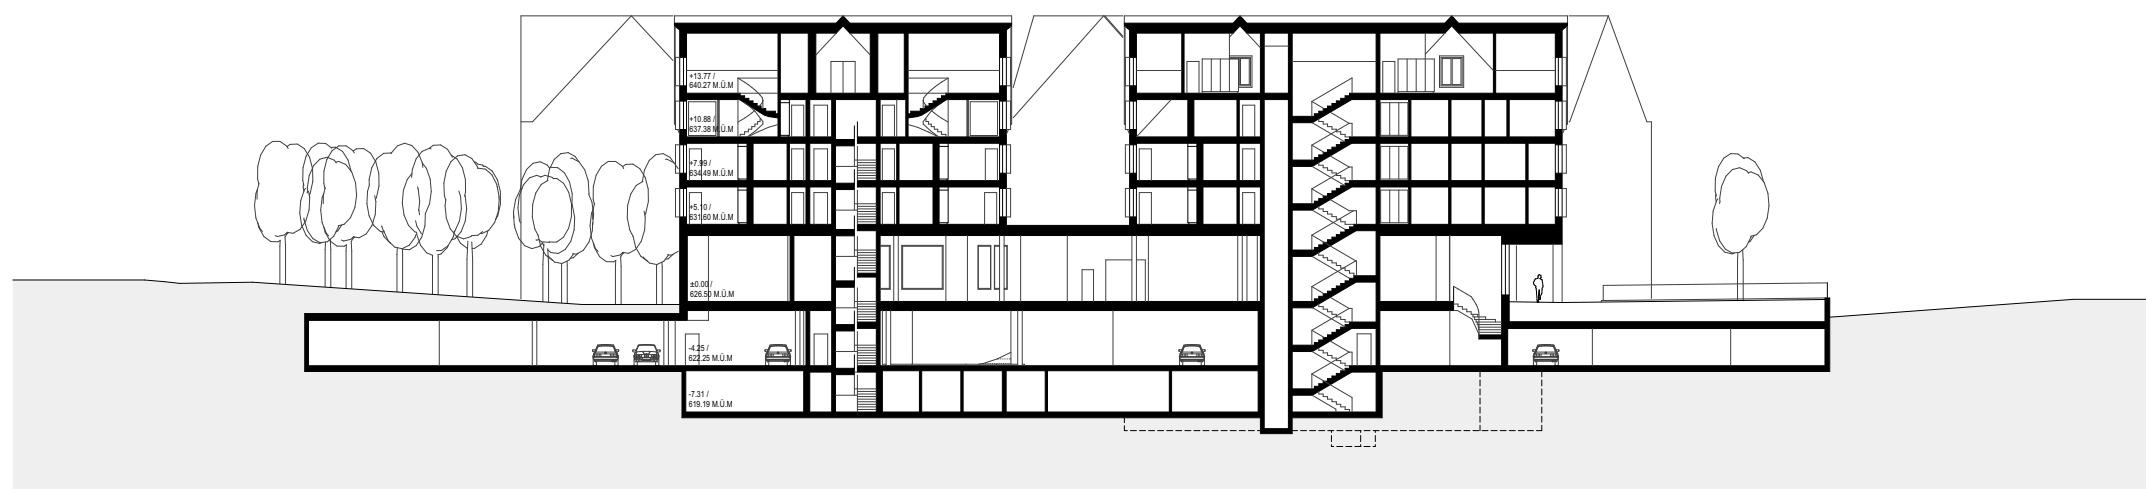 +13.77 /
640.27 M.Ü.M
+10.88 /
637.38 M.Ü.M
+7.99 /
634.49 M.Ü.M
+5.10 /
631.60 M.Ü.M
±0.00 /
626.50 M.Ü.M
-4.25 /
622.25 M.Ü.M
-7.31 /
619.19 M.Ü.M